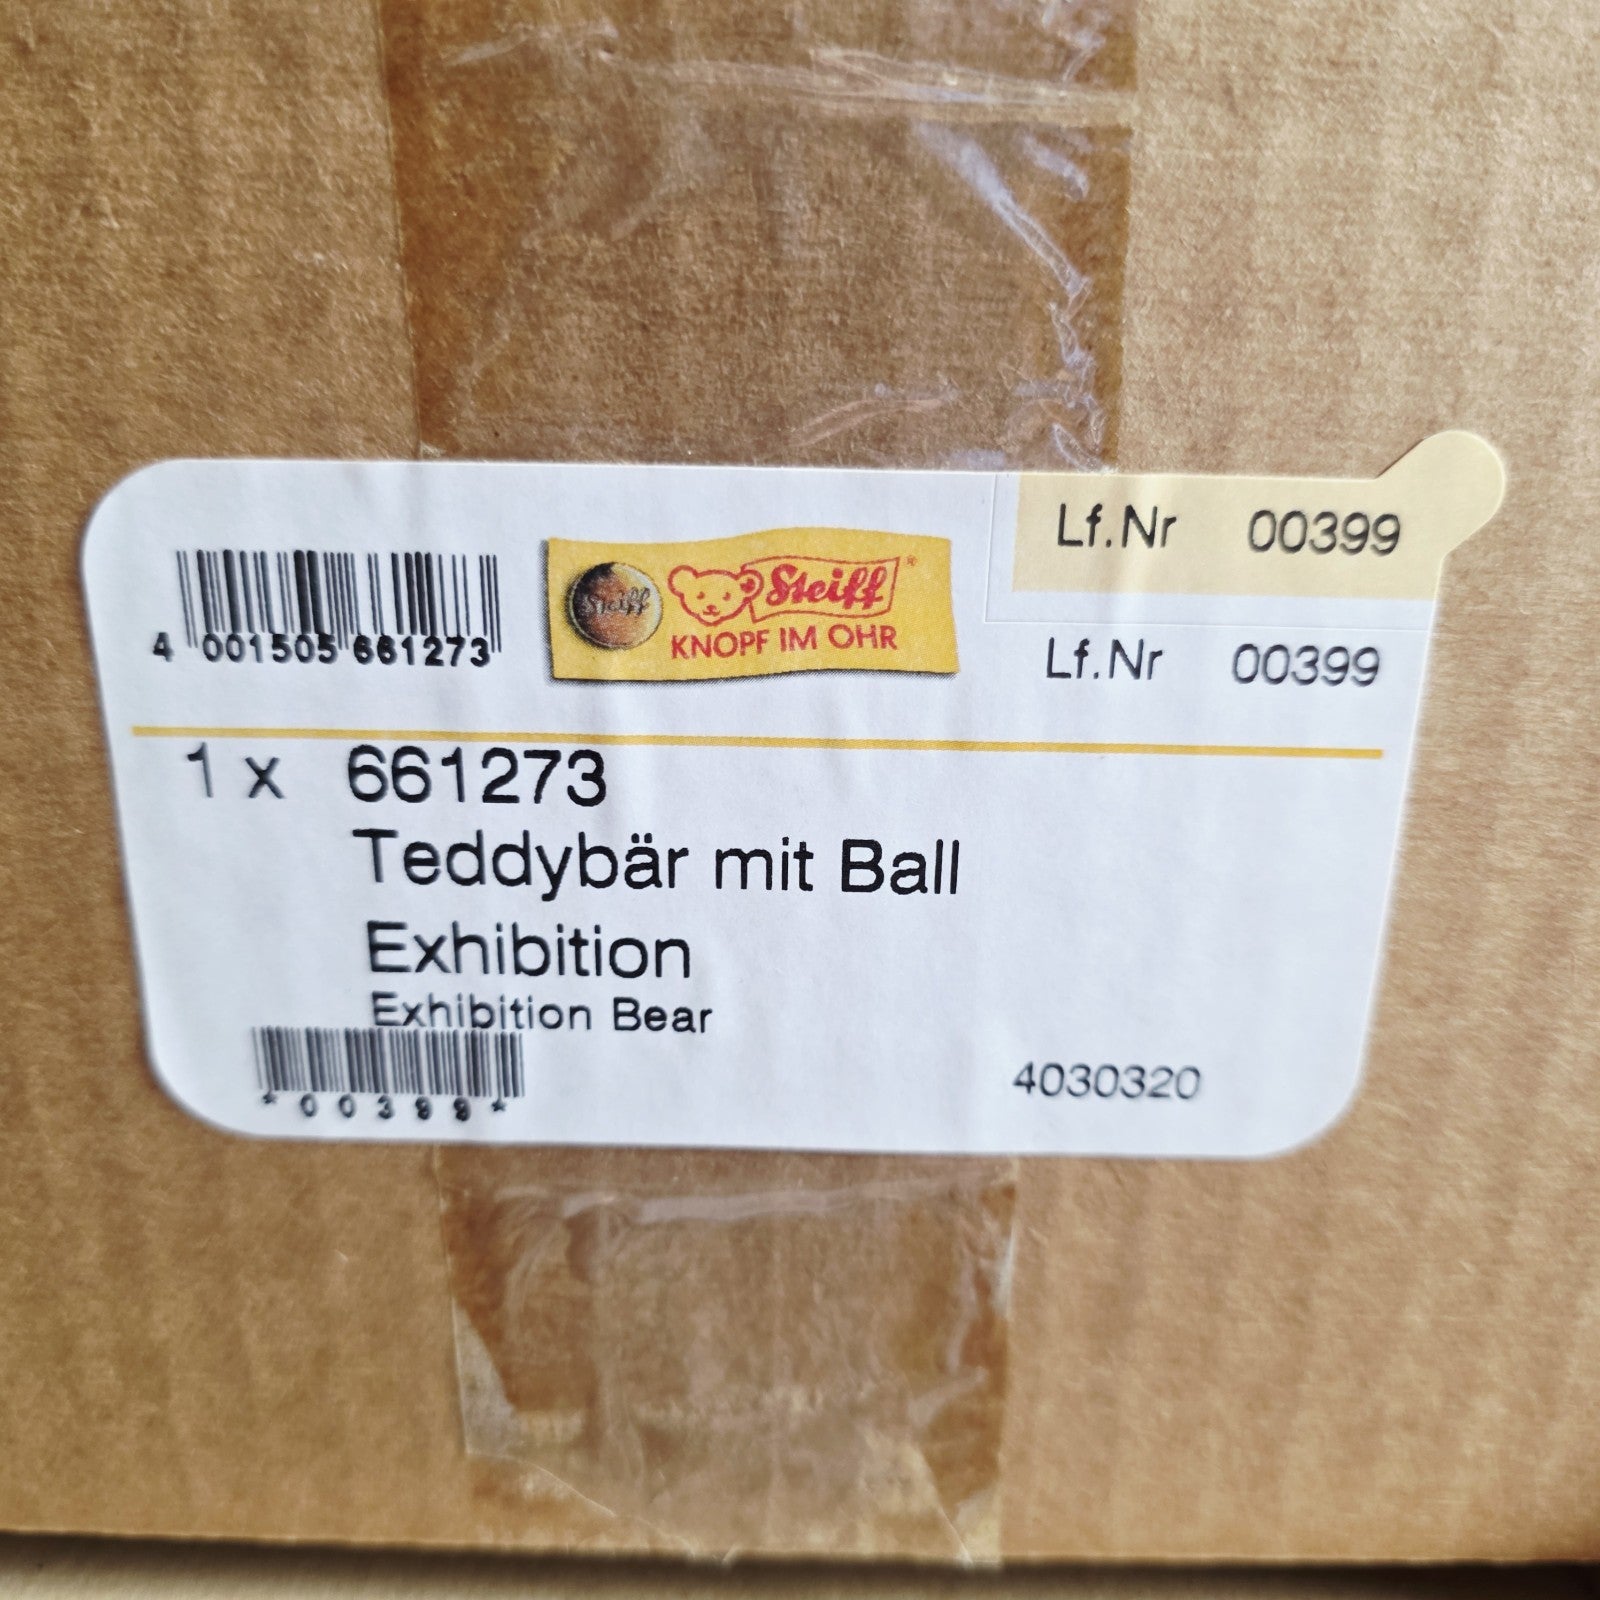 Lf.Nr 00399
4 001505 661273
Steiff
Steiff
KNOPF IM OHR
Lf.Nr 00399
1 x 661273
Teddybär mit Ball
Exhibition
Exhibition Bear
*00399*
4030320